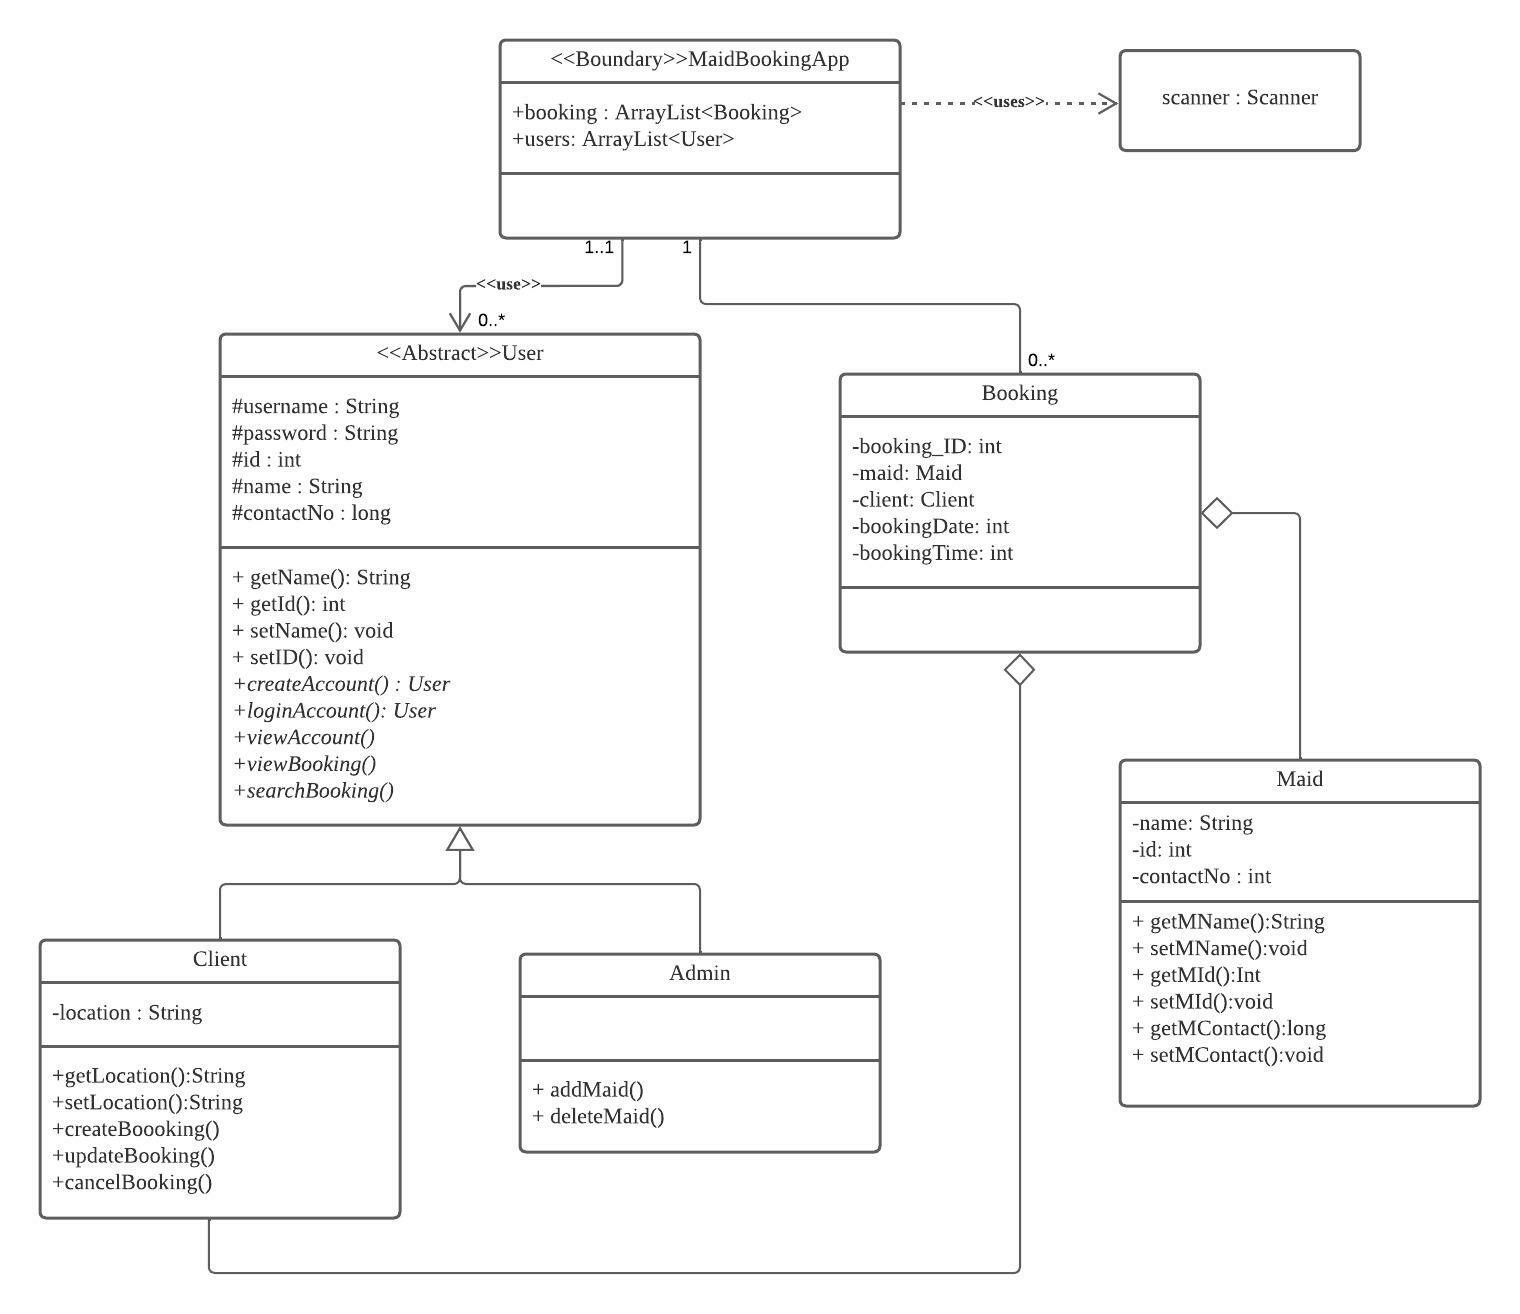 <<Boundary>>MaidBookingApp
+booking : ArrayList<Booking>
+users: ArrayList<User>
<<uses>>
scanner : Scanner
1..1
1
<<use>>
0..*
0..*
<<Abstract>>User
#username : String
#password : String
#id : int
#name : String
#contactNo : long
+ getName(): String
+ getId(): int
+ setName(): void
+ setID(): void
+createAccount() : User
+loginAccount(): User
+viewAccount()
+viewBooking()
+searchBooking()
Booking
-booking_ID: int
-maid: Maid
-client: Client
-bookingDate: int
-bookingTime: int
Maid
-name: String
-id: int
-contactNo : int
+ getMName():String
+ setMName():void
+ getMId():Int
+ setMId():void
+ getMContact():long
+ setMContact():void
Client
-location : String
+getLocation():String
+setLocation():String
+createBoooking()
+updateBooking()
+cancelBooking()
Admin
+ addMaid()
+ deleteMaid()